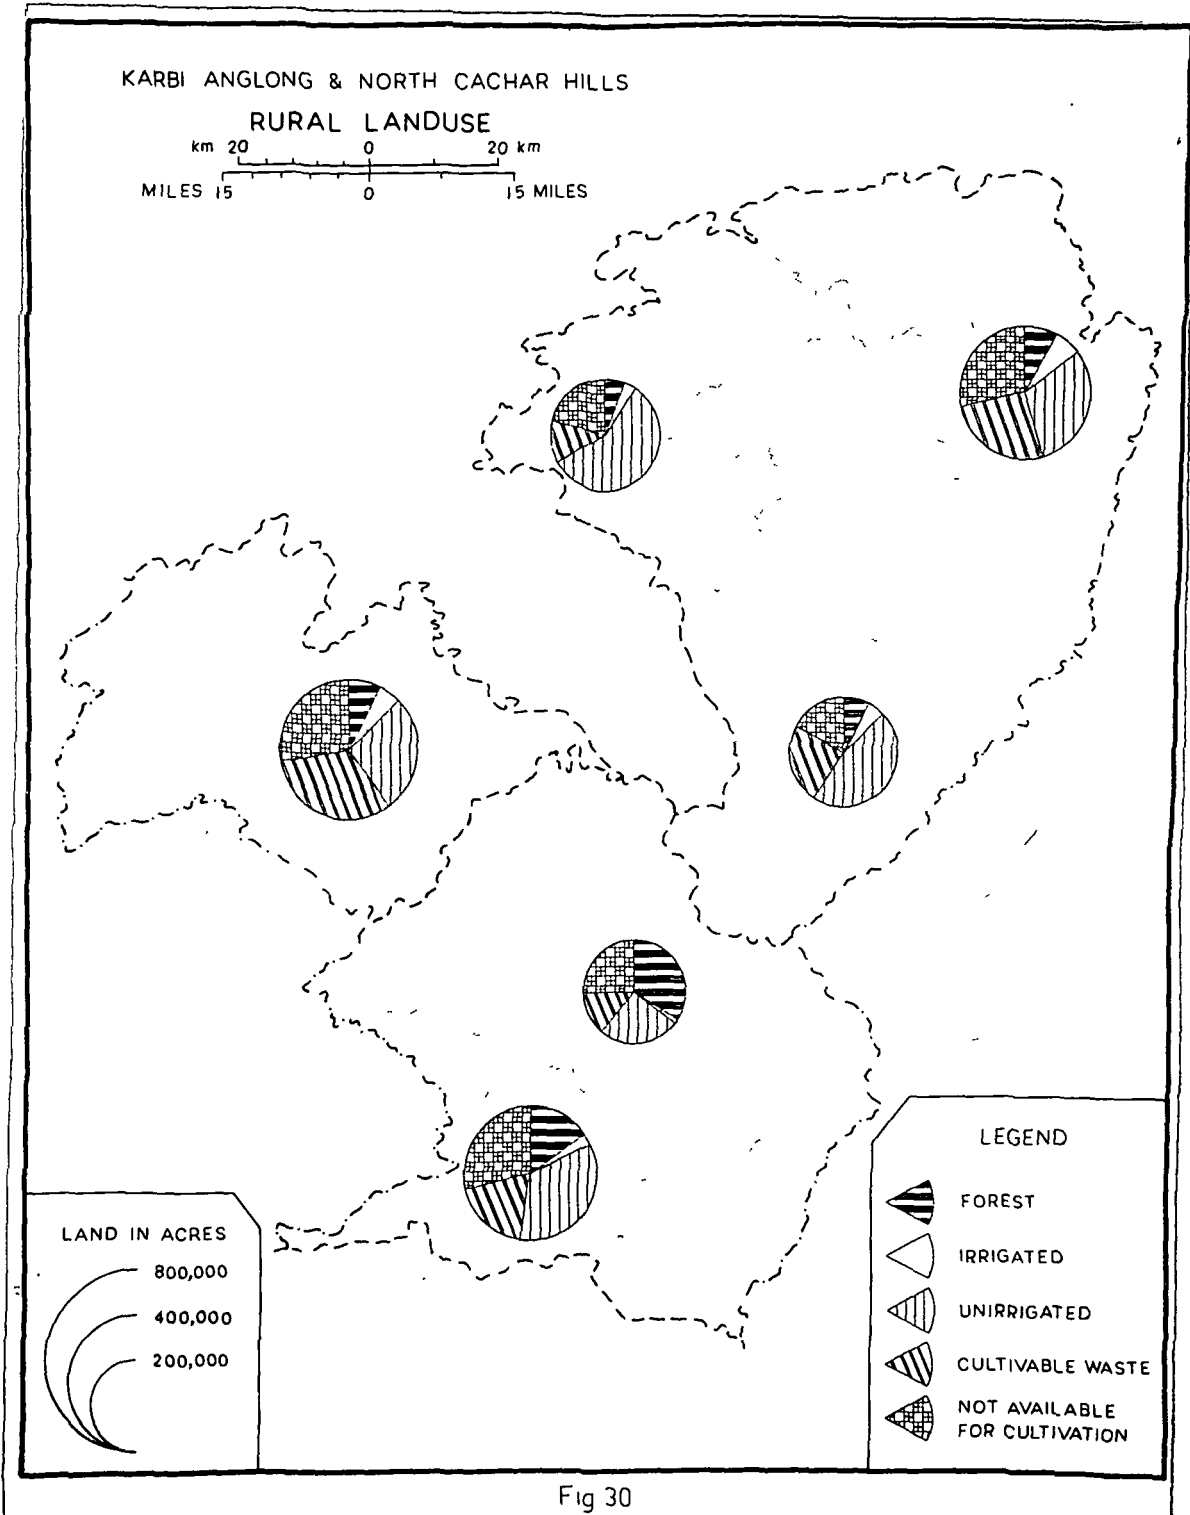 KARBI ANGLONG & NORTH CACHAR HILLS
RURAL LANDUSE
km 20 0 20 km
MILES 15 0 15 MILES
LAND IN ACRES
800,000
400,000
200,000
LEGEND
FOREST
IRRIGATED
UNIRRIGATED
CULTIVABLE WASTE
NOT AVAILABLE
FOR CULTIVATION
Fig 30